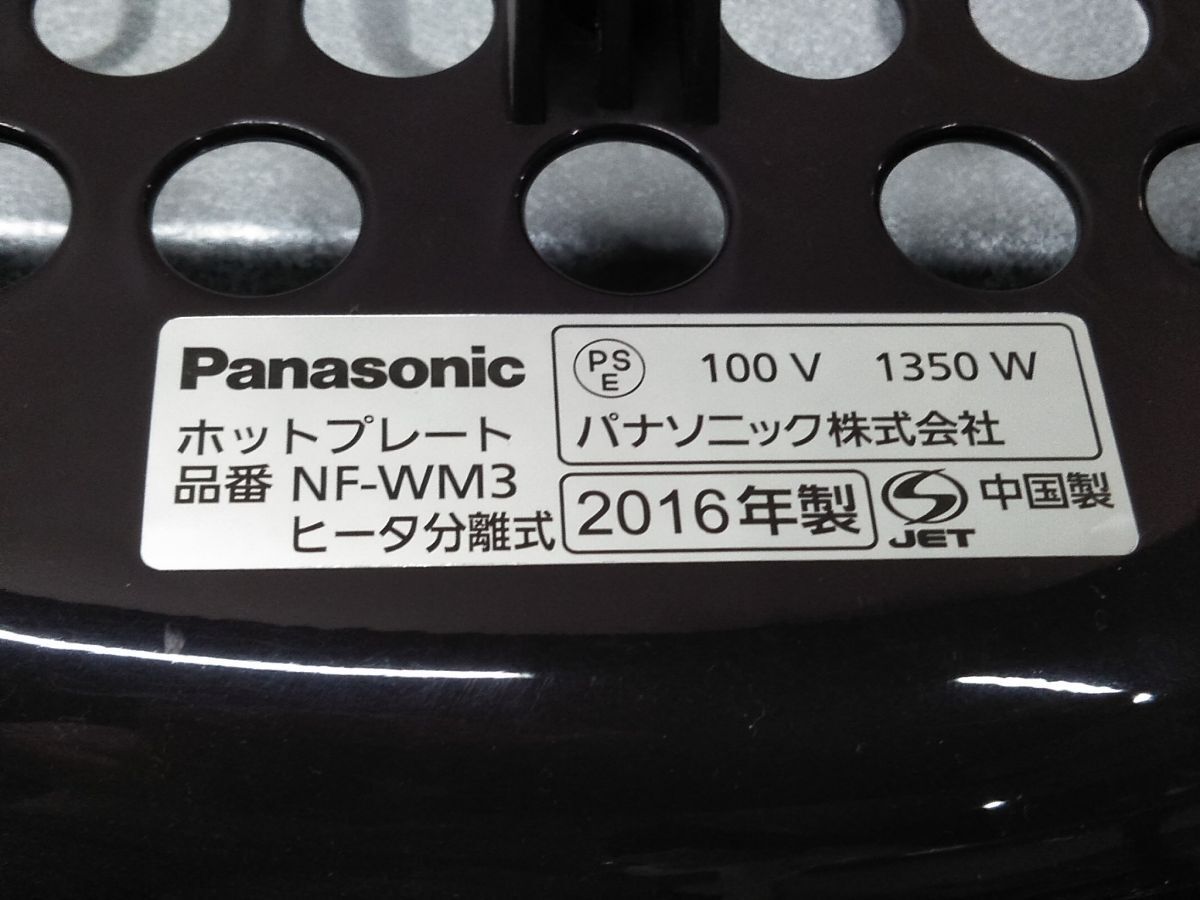 Panasonic
ホットプレート
品番 NF-WM3
ヒータ分離式
PS
E
100 V 1350 W
パナソニック株式会社
2016年製
S
JET
中国製